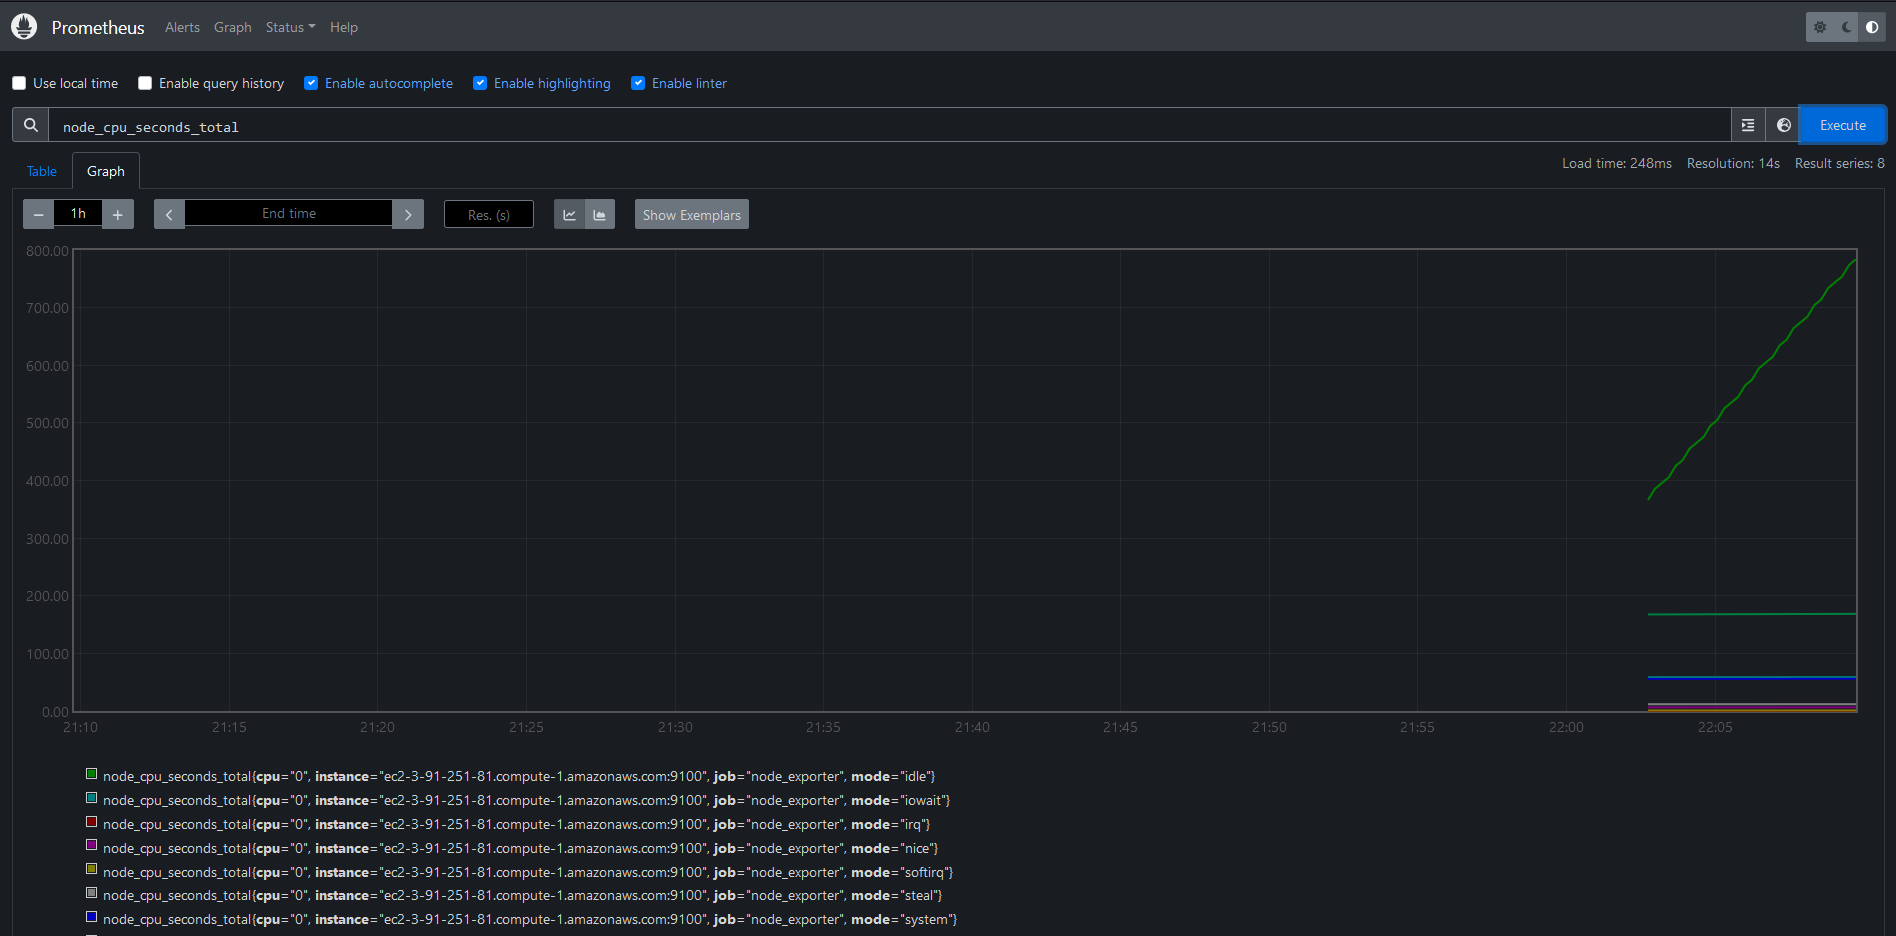 Prometheus Alerts Graph Status Help
Use local time Enable query history Enable autocomplete Enable highlighting Enable linter
node_cpu_seconds_total Execute
Table Graph Load time: 248ms Resolution: 14s Result series: 8
− 1h + End time Res. (s) Show Exemplars
800.00
700.00
600.00
500.00
400.00
300.00
200.00
100.00
0.00
21:10 21:15 21:20 21:25 21:30 21:35 21:40 21:45 21:50 21:55 22:00 22:05
node_cpu_seconds_total{cpu="0", instance="ec2-3-91-251-81.compute-1.amazonaws.com:9100", job="node_exporter", mode="idle"}
node_cpu_seconds_total{cpu="0", instance="ec2-3-91-251-81.compute-1.amazonaws.com:9100", job="node_exporter", mode="iowait"}
node_cpu_seconds_total{cpu="0", instance="ec2-3-91-251-81.compute-1.amazonaws.com:9100", job="node_exporter", mode="irq"}
node_cpu_seconds_total{cpu="0", instance="ec2-3-91-251-81.compute-1.amazonaws.com:9100", job="node_exporter", mode="nice"}
node_cpu_seconds_total{cpu="0", instance="ec2-3-91-251-81.compute-1.amazonaws.com:9100", job="node_exporter", mode="softirq"}
node_cpu_seconds_total{cpu="0", instance="ec2-3-91-251-81.compute-1.amazonaws.com:9100", job="node_exporter", mode="steal"}
node_cpu_seconds_total{cpu="0", instance="ec2-3-91-251-81.compute-1.amazonaws.com:9100", job="node_exporter", mode="system"}